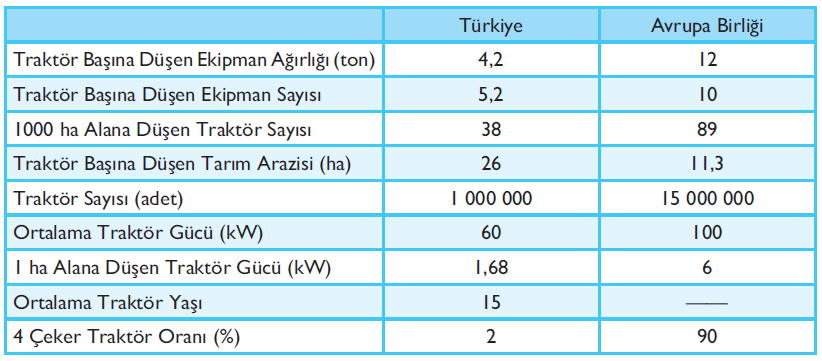 Türkiye Avrupa Birliği
Traktör Başına Düşen Ekipman Ağırlığı (ton) 4,2 12
Traktör Başına Düşen Ekipman Sayısı 5,2 10
1000 ha Alana Düşen Traktör Sayısı 38 89
Traktör Başına Düşen Tarım Arazisi (ha) 26 11,3
Traktör Sayısı (adet) 1 000 000 15 000 000
Ortalama Traktör Gücü (kW) 60 100
1 ha Alana Düşen Traktör Gücü (kW) 1,68 6
Ortalama Traktör Yaşı 15 ——
4 Çeker Traktör Oranı (%) 2 90